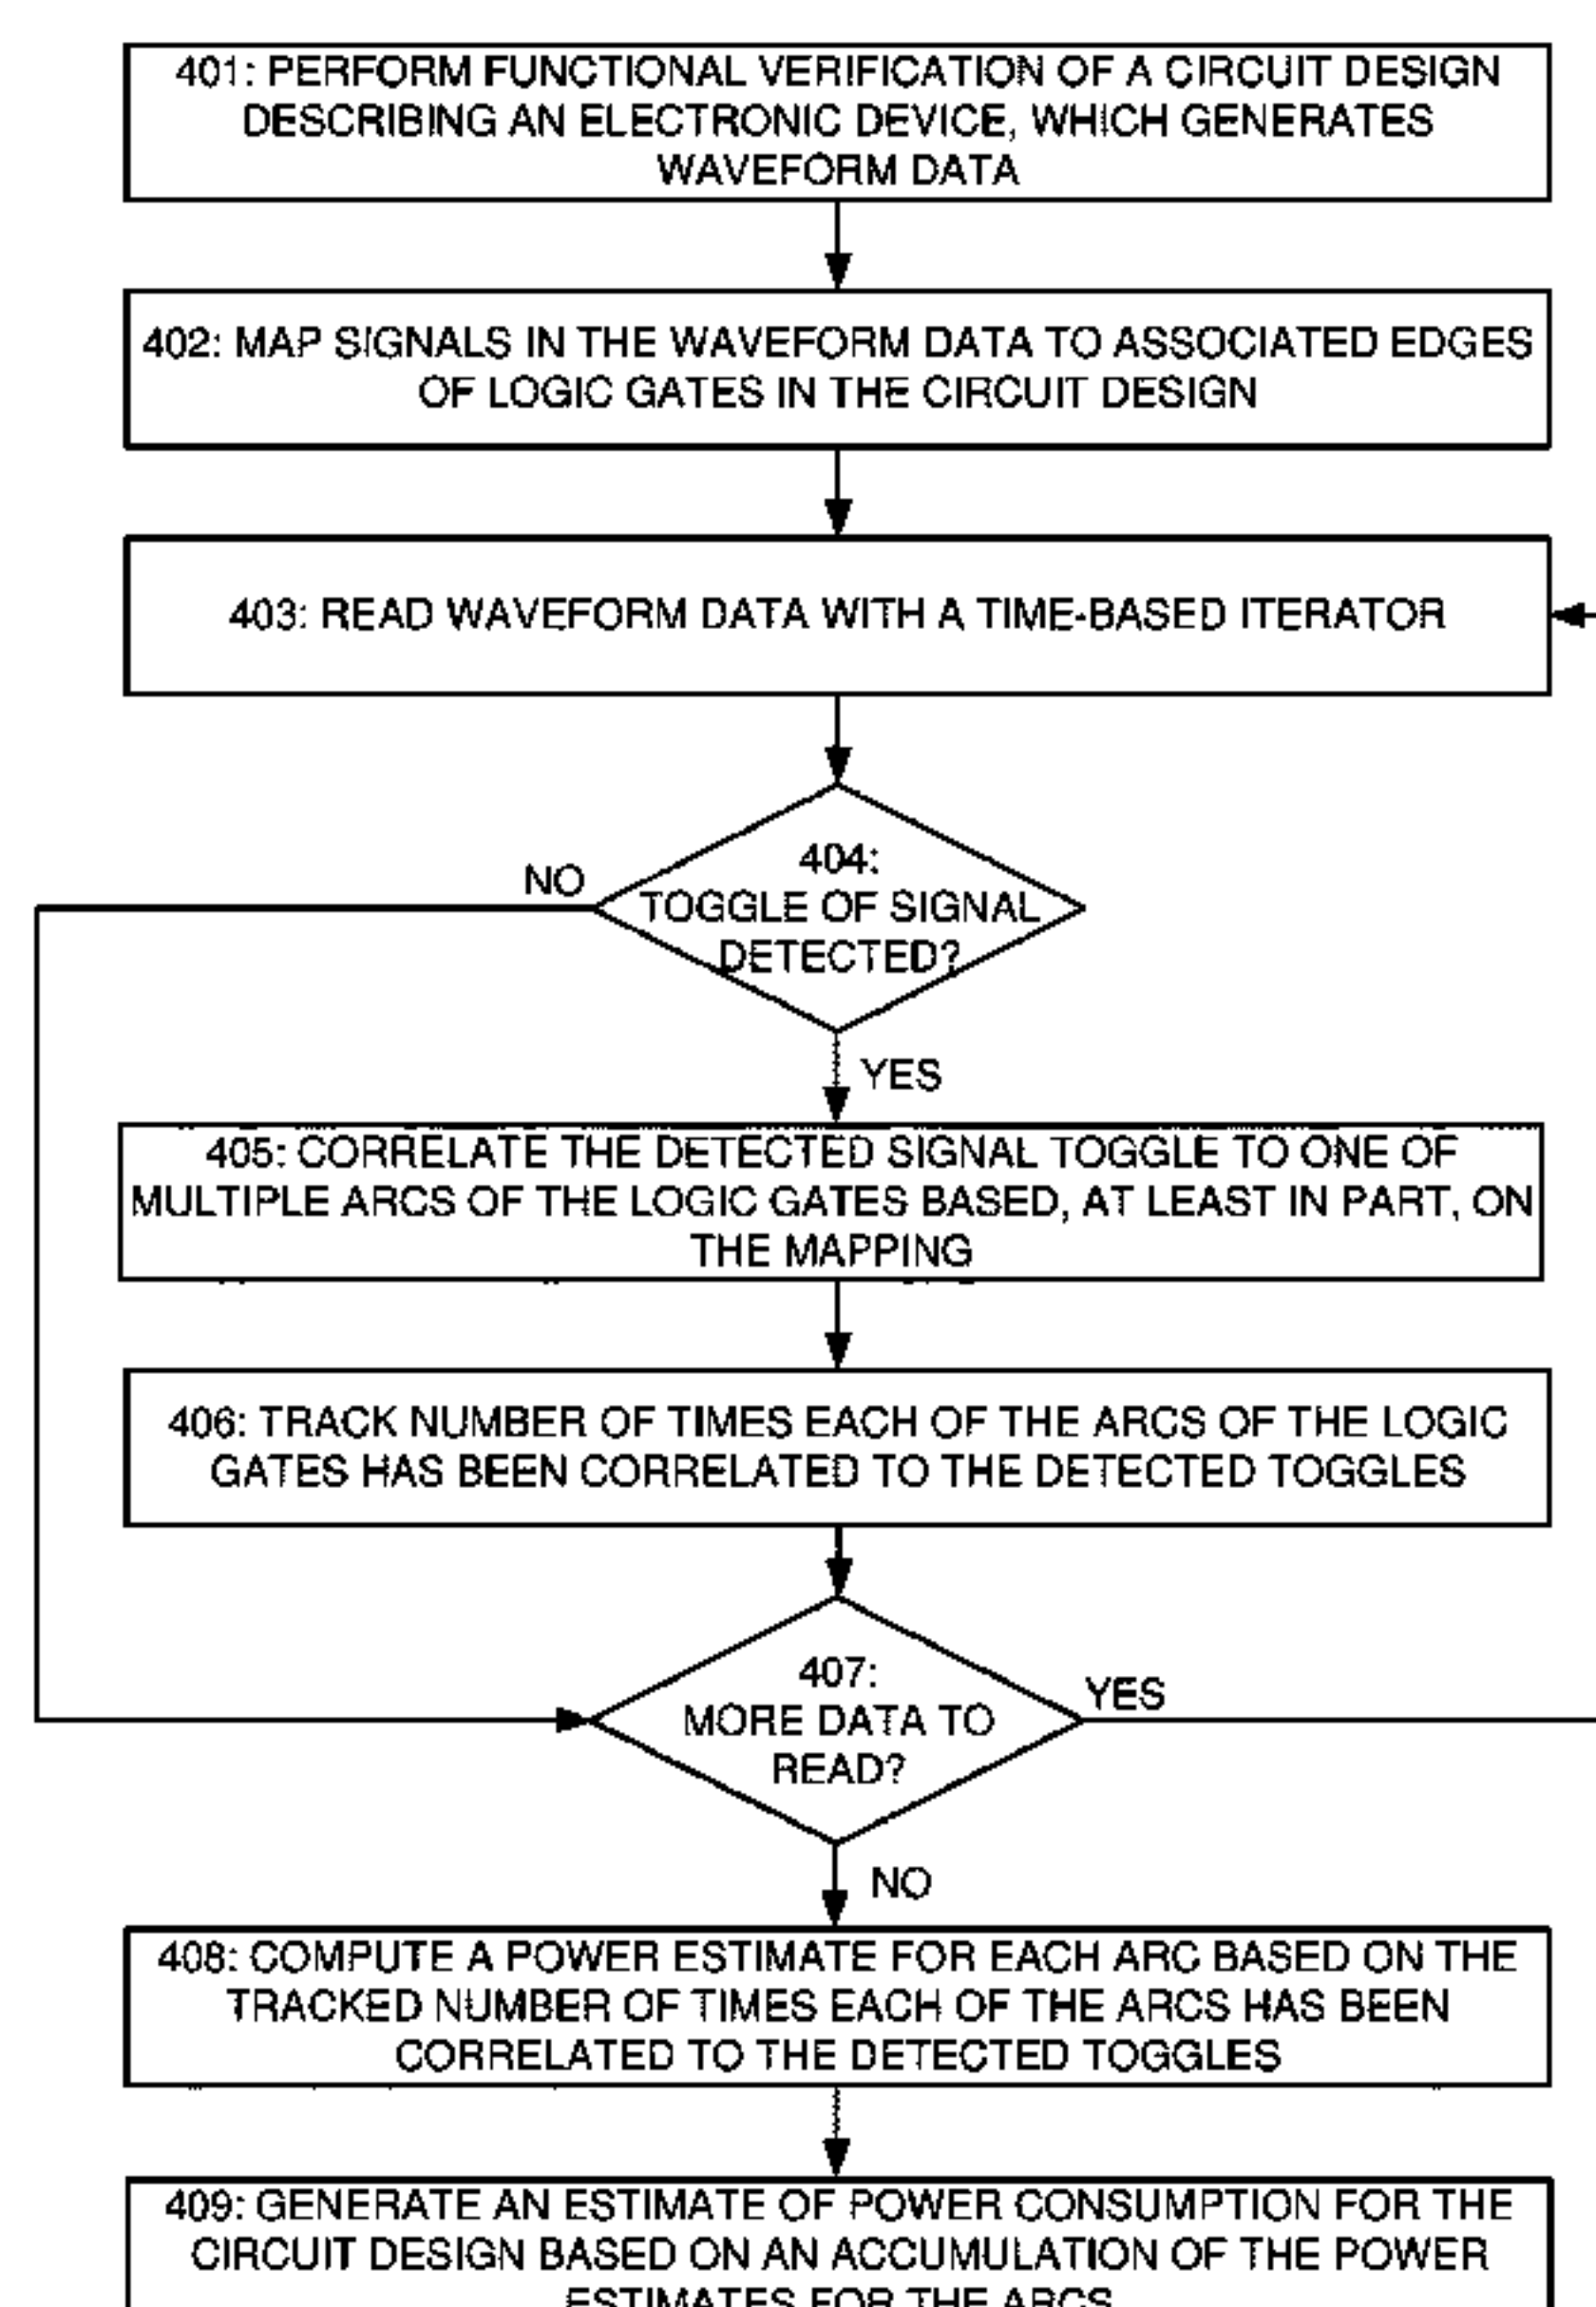 401: PERFORM FUNCTIONAL VERIFICATION OF A CIRCUIT DESIGN
DESCRIBING AN ELECTRONIC DEVICE, WHICH GENERATES
WAVEFORM DATA
402: MAP SIGNALS IN THE WAVEFORM DATA TO ASSOCIATED EDGES
OF LOGIC GATES IN THE CIRCUIT DESIGN
403: READ WAVEFORM DATA WITH A TIME-BASED ITERATOR
404:
TOGGLE OF SIGNAL
DETECTED?
NO
YES
405: CORRELATE THE DETECTED SIGNAL TOGGLE TO ONE OF
MULTIPLE ARCS OF THE LOGIC GATES BASED, AT LEAST IN PART, ON
THE MAPPING
406: TRACK NUMBER OF TIMES EACH OF THE ARCS OF THE LOGIC
GATES HAS BEEN CORRELATED TO THE DETECTED TOGGLES
407:
MORE DATA TO
READ?
YES
NO
408: COMPUTE A POWER ESTIMATE FOR EACH ARC BASED ON THE
TRACKED NUMBER OF TIMES EACH OF THE ARCS HAS BEEN
CORRELATED TO THE DETECTED TOGGLES
409: GENERATE AN ESTIMATE OF POWER CONSUMPTION FOR THE
CIRCUIT DESIGN BASED ON AN ACCUMULATION OF THE POWER
ESTIMATES FOR THE ARCS